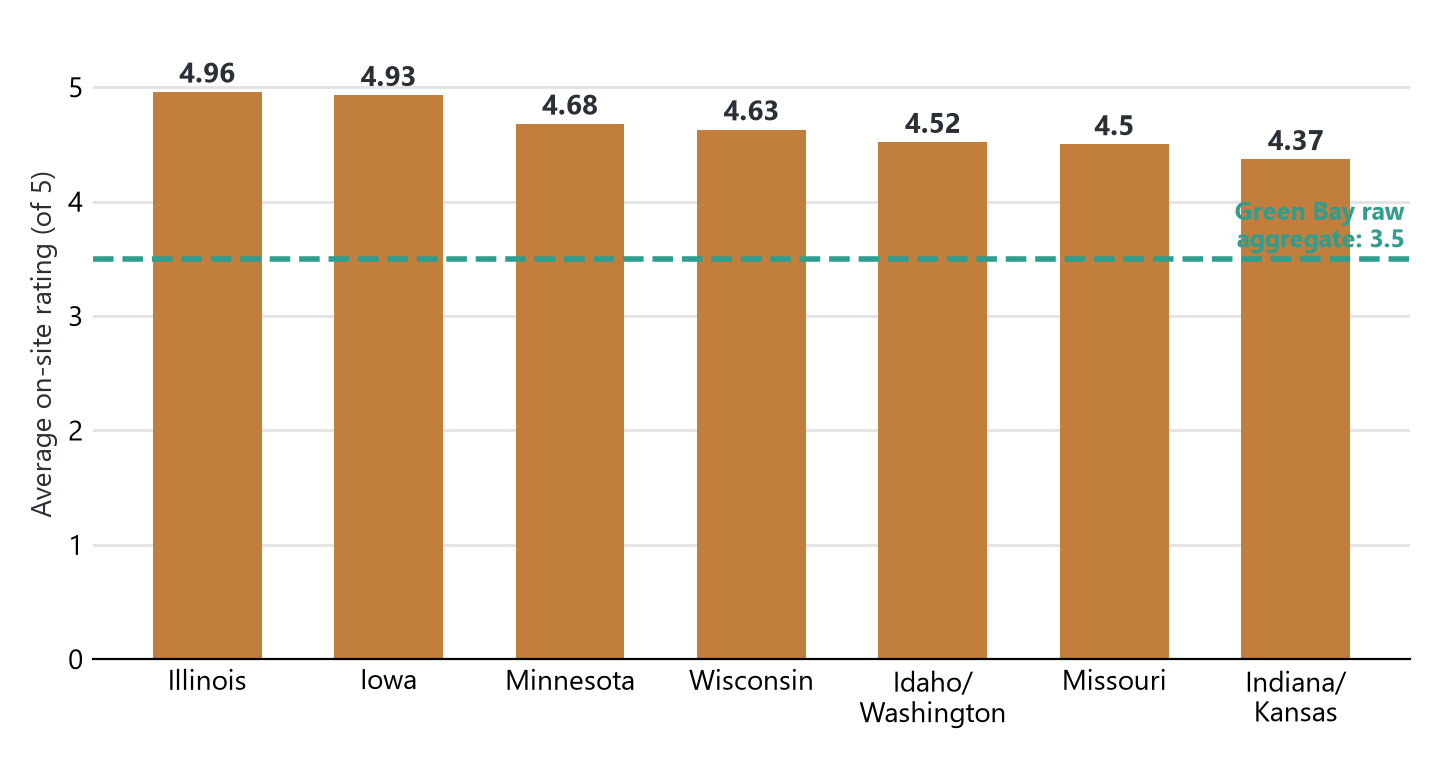 Average on-site rating (of 5)
5
4
3
2
1
0
4.96
4.93
4.68
4.63
4.52
4.5
4.37
Green Bay raw
aggregate: 3.5
Illinois
Iowa
Minnesota
Wisconsin
Idaho/
Washington
Missouri
Indiana/
Kansas